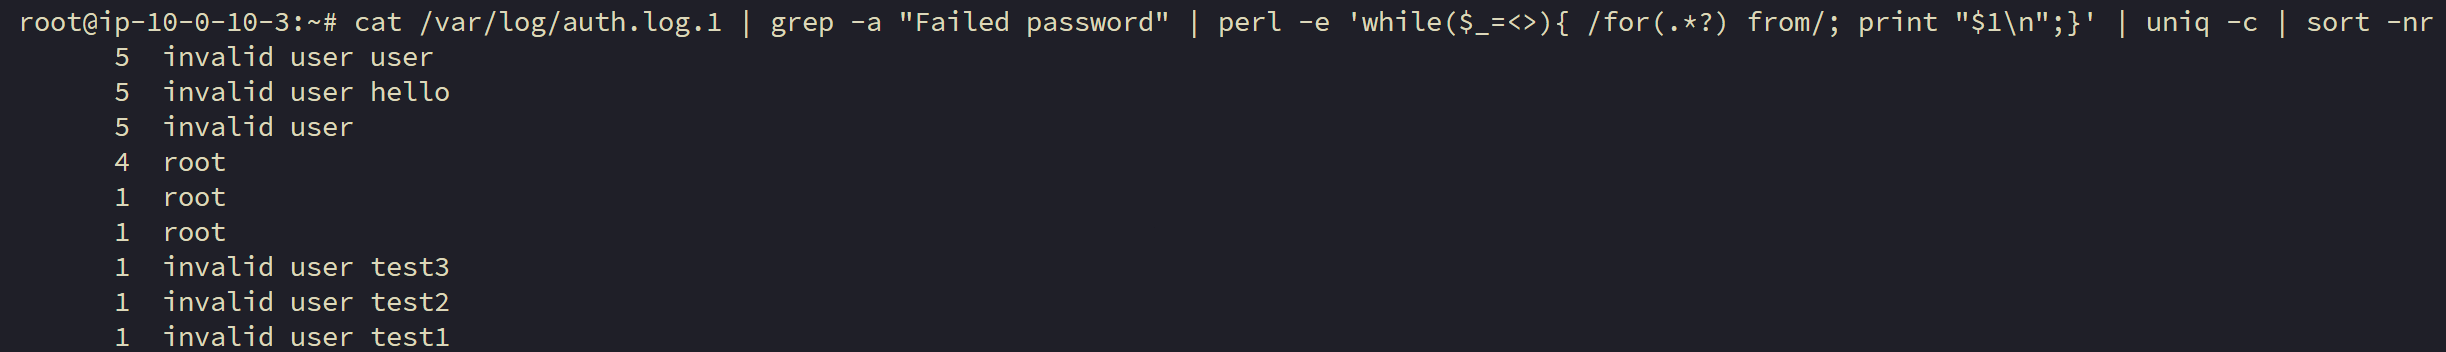 root@ip-10-0-10-3:~# cat /var/log/auth.log.1 | grep -a "Failed password" | perl -e 'while($_=<>){ /for(.*?) from/; print "$1\n";}' | uniq -c | sort -nr
5  invalid user user
5  invalid user hello
5  invalid user
4  root
1  root
1  root
1  invalid user test3
1  invalid user test2
1  invalid user test1